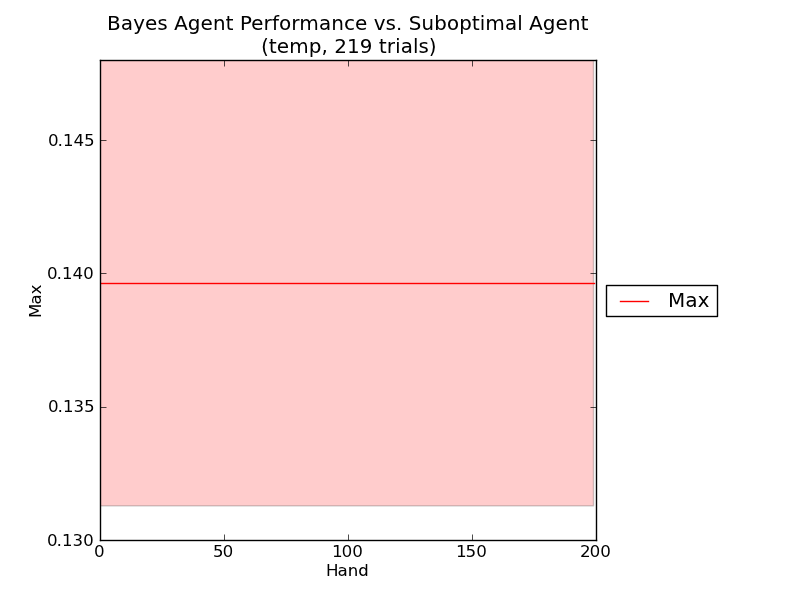 Bayes Agent Performance vs. Suboptimal Agent
(temp, 219 trials)
0.145
0.140
0.135
0.130
Max
Max
0
50
100
150
200
Hand